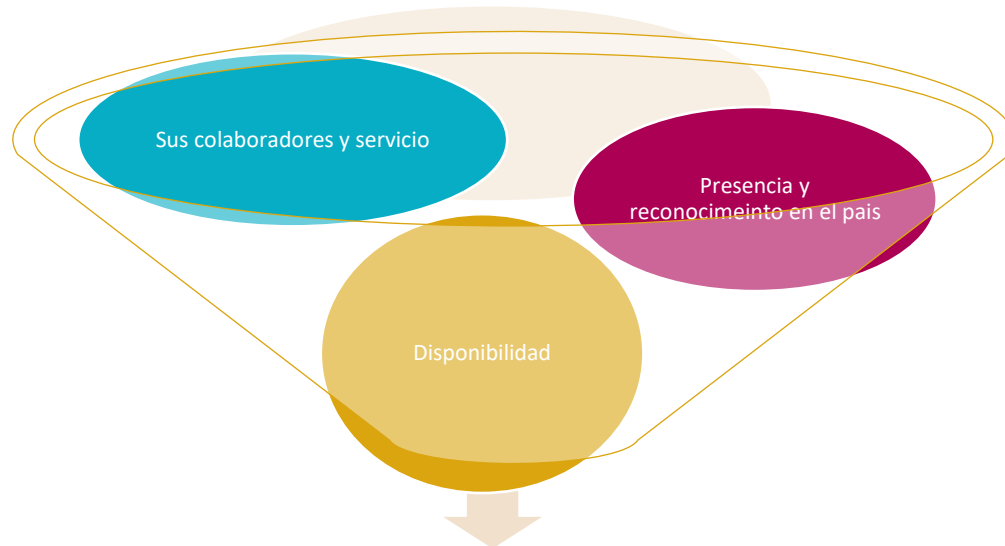 Sus colaboradores y servicio
Presencia y
reconocimeinto en el pais
Disponibilidad